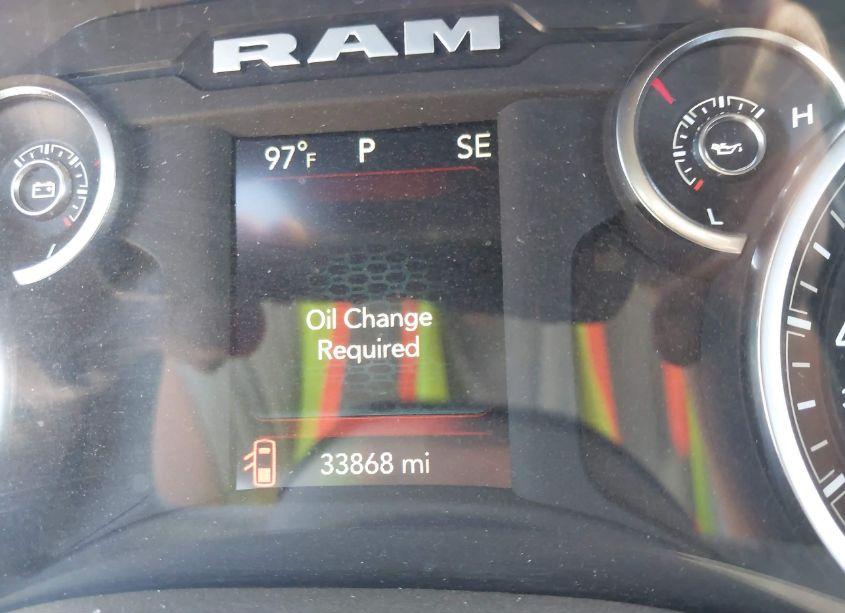 RAM
97°F P SE
H
L
Oil Change
Required
33868 mi